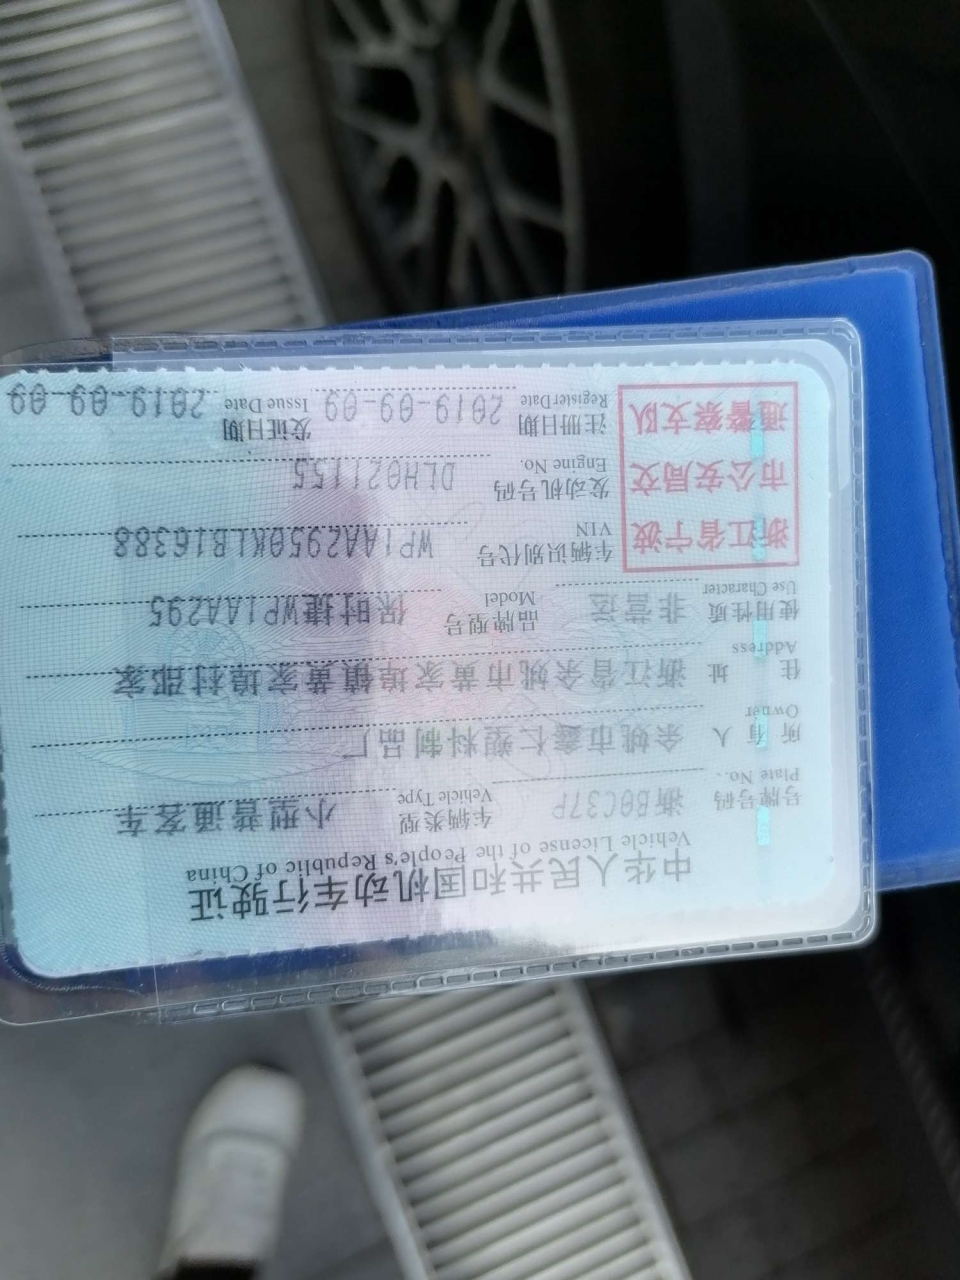 中华人民共和国机动车行驶证
Vehicle License of the People's Republic of China
号牌号码 浙B0C37P 车辆类型 小型普通客车
Plate No. Vehicle Type
所有人 余姚市鑫仁塑料制品厂
Owner
住址 浙江省余姚市黄家埠镇黄家埠村邵家
Address
使用性质 非营运 品牌型号 保时捷WP1AA295
Use Character Model
浙江省宁波
市公安局交
通警察支队
车辆识别代号 WP1AA2950KLB16388
VIN
发动机号码 DLH021155
Engine No.
注册日期 2019-09-09 发证日期 2019-09-09
Register Date Issue Date